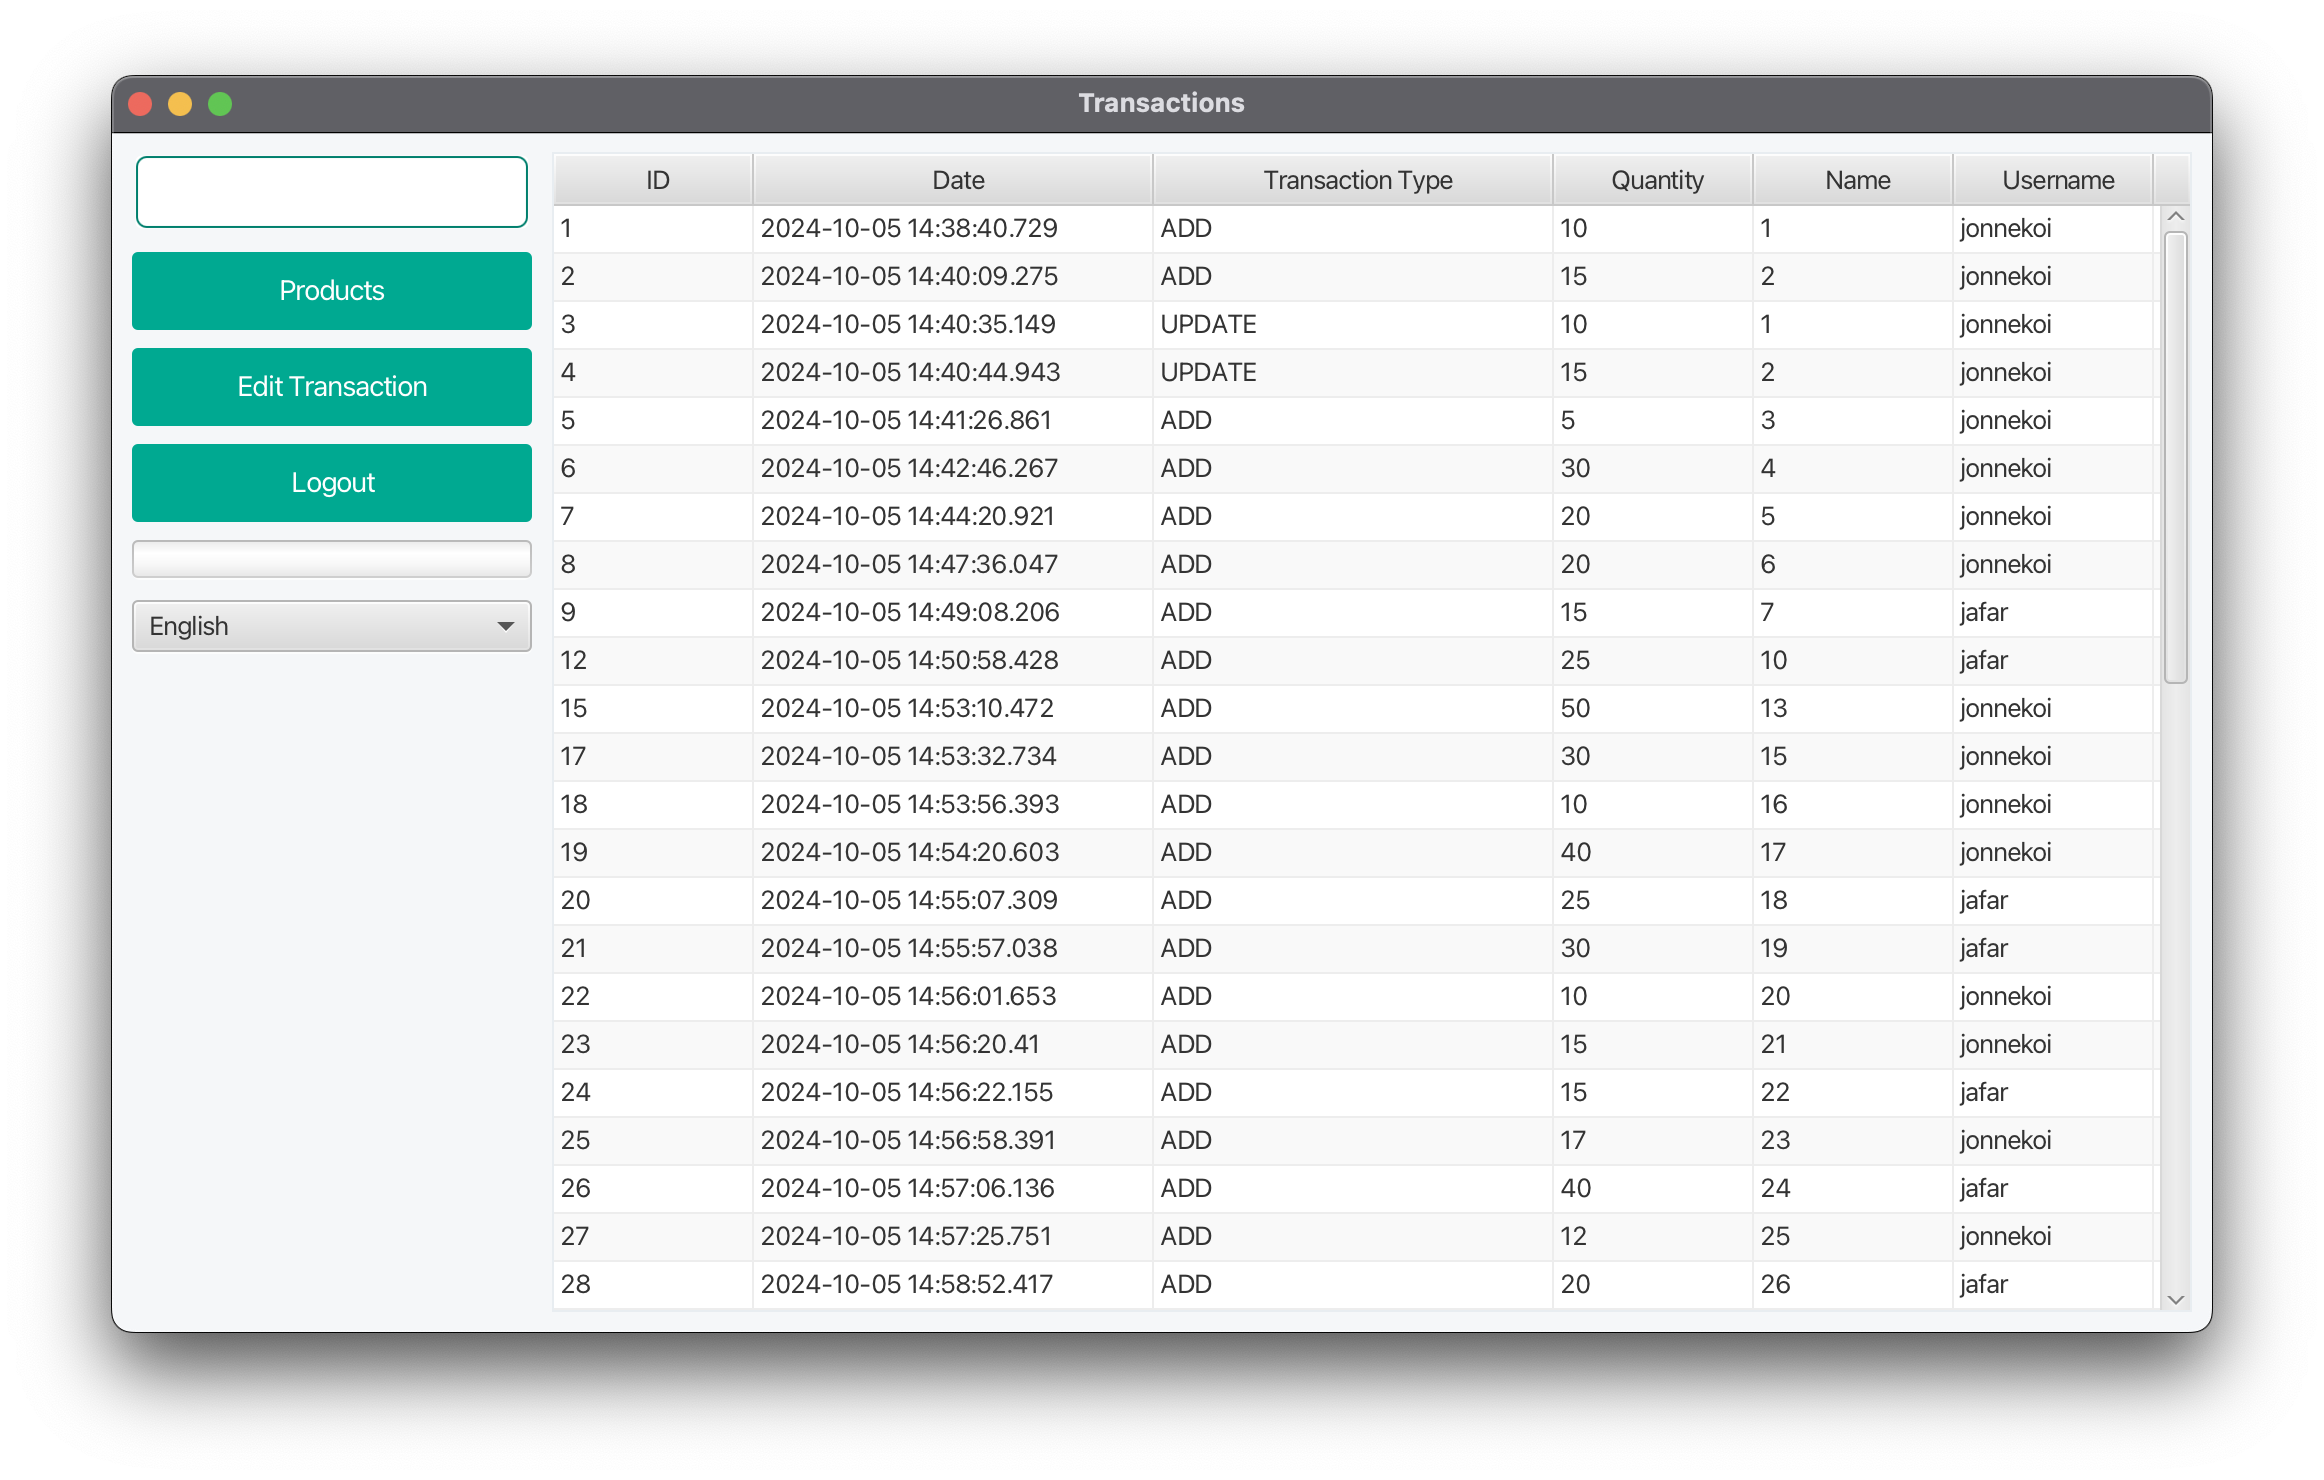 Transactions
Products
Edit Transaction
Logout
English
ID Date Transaction Type Quantity Name Username
1 2024-10-05 14:38:40.729 ADD 10 1 jonnekoi
2 2024-10-05 14:40:09.275 ADD 15 2 jonnekoi
3 2024-10-05 14:40:35.149 UPDATE 10 1 jonnekoi
4 2024-10-05 14:40:44.943 UPDATE 15 2 jonnekoi
5 2024-10-05 14:41:26.861 ADD 5 3 jonnekoi
6 2024-10-05 14:42:46.267 ADD 30 4 jonnekoi
7 2024-10-05 14:44:20.921 ADD 20 5 jonnekoi
8 2024-10-05 14:47:36.047 ADD 20 6 jonnekoi
9 2024-10-05 14:49:08.206 ADD 15 7 jafar
12 2024-10-05 14:50:58.428 ADD 25 10 jafar
15 2024-10-05 14:53:10.472 ADD 50 13 jonnekoi
17 2024-10-05 14:53:32.734 ADD 30 15 jonnekoi
18 2024-10-05 14:53:56.393 ADD 10 16 jonnekoi
19 2024-10-05 14:54:20.603 ADD 40 17 jonnekoi
20 2024-10-05 14:55:07.309 ADD 25 18 jafar
21 2024-10-05 14:55:57.038 ADD 30 19 jafar
22 2024-10-05 14:56:01.653 ADD 10 20 jonnekoi
23 2024-10-05 14:56:20.41 ADD 15 21 jonnekoi
24 2024-10-05 14:56:22.155 ADD 15 22 jafar
25 2024-10-05 14:56:58.391 ADD 17 23 jonnekoi
26 2024-10-05 14:57:06.136 ADD 40 24 jafar
27 2024-10-05 14:57:25.751 ADD 12 25 jonnekoi
28 2024-10-05 14:58:52.417 ADD 20 26 jafar